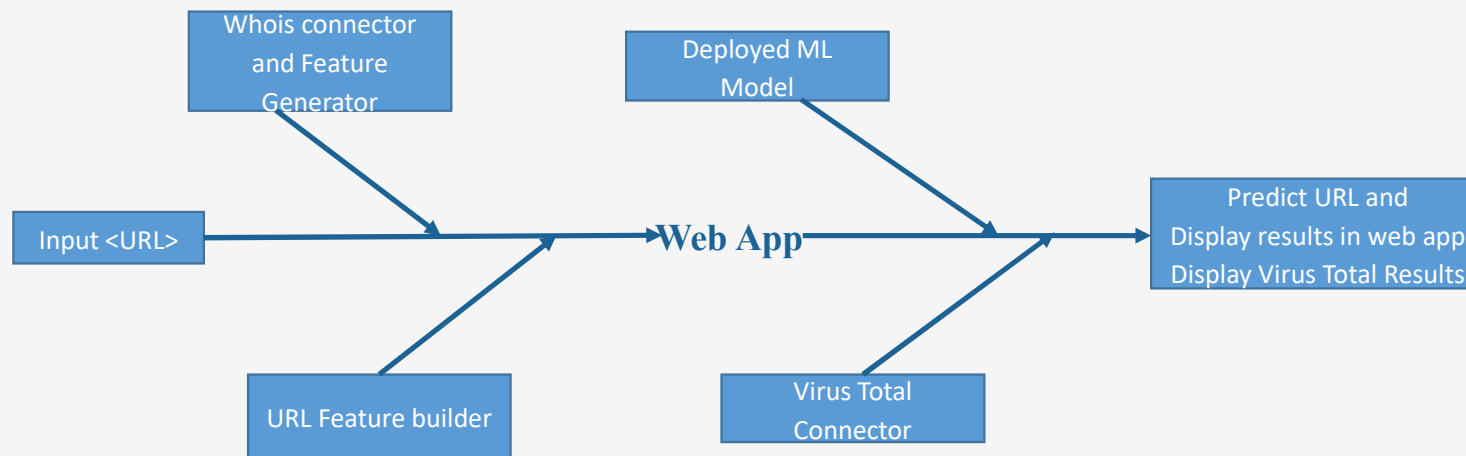 Whois connector
and Feature
Generator
Deployed ML
Model
Input <URL>
Web App
Predict URL and
Display results in web app
Display Virus Total Results
URL Feature builder
Virus Total
Connector